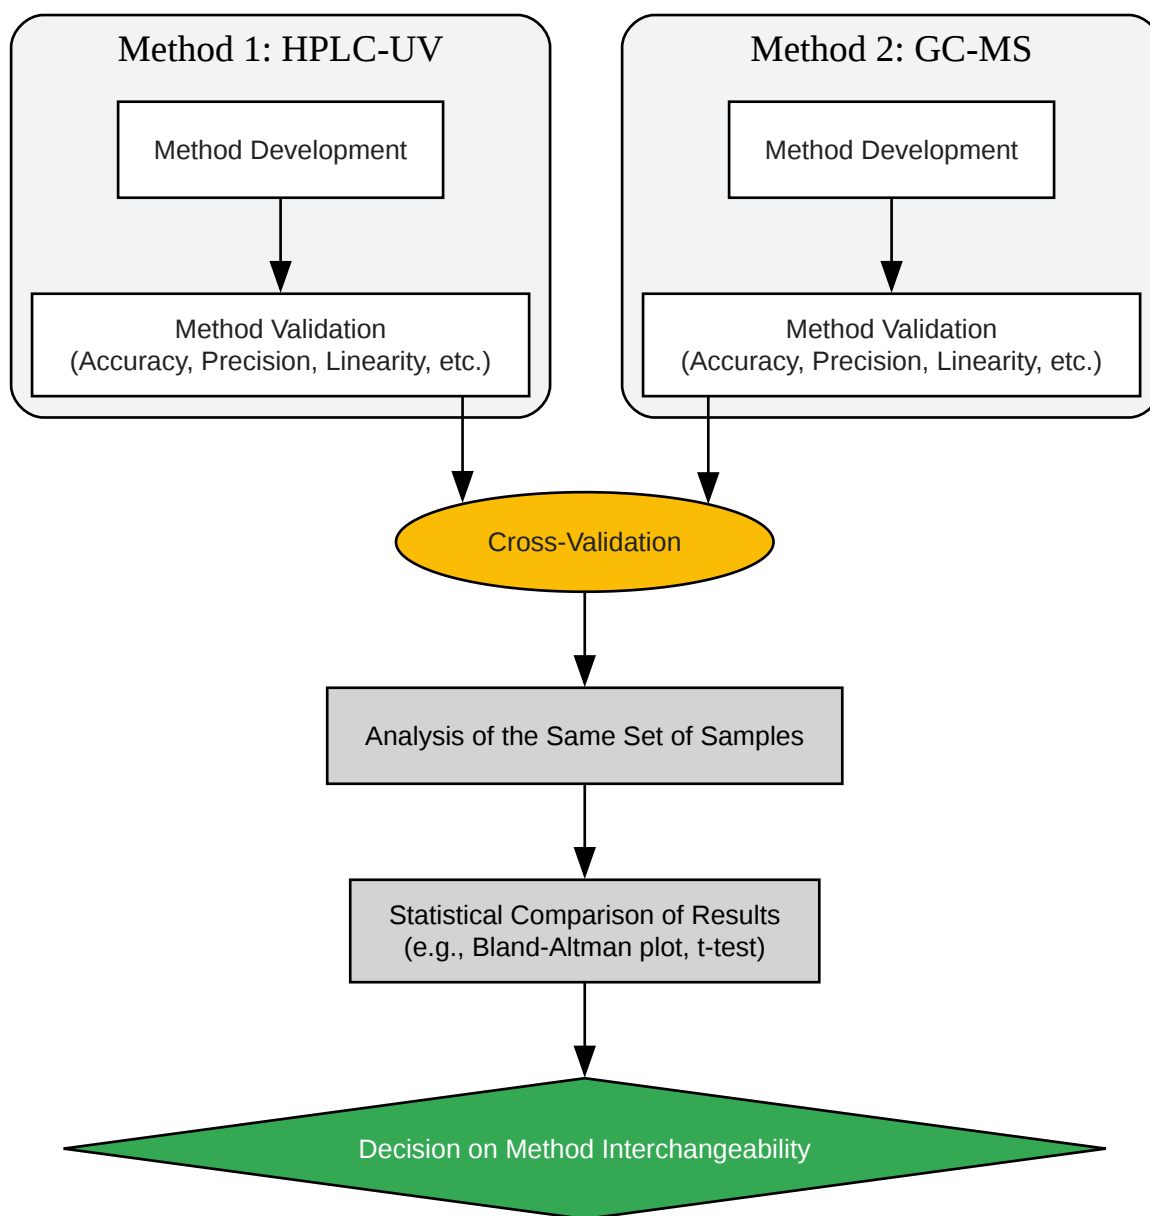 Method 1: HPLC-UV
Method Development
Method Validation
(Accuracy, Precision, Linearity, etc.)
Method 2: GC-MS
Method Development
Method Validation
(Accuracy, Precision, Linearity, etc.)
Cross-Validation
Analysis of the Same Set of Samples
Statistical Comparison of Results
(e.g., Bland-Altman plot, t-test)
Decision on Method Interchangeability